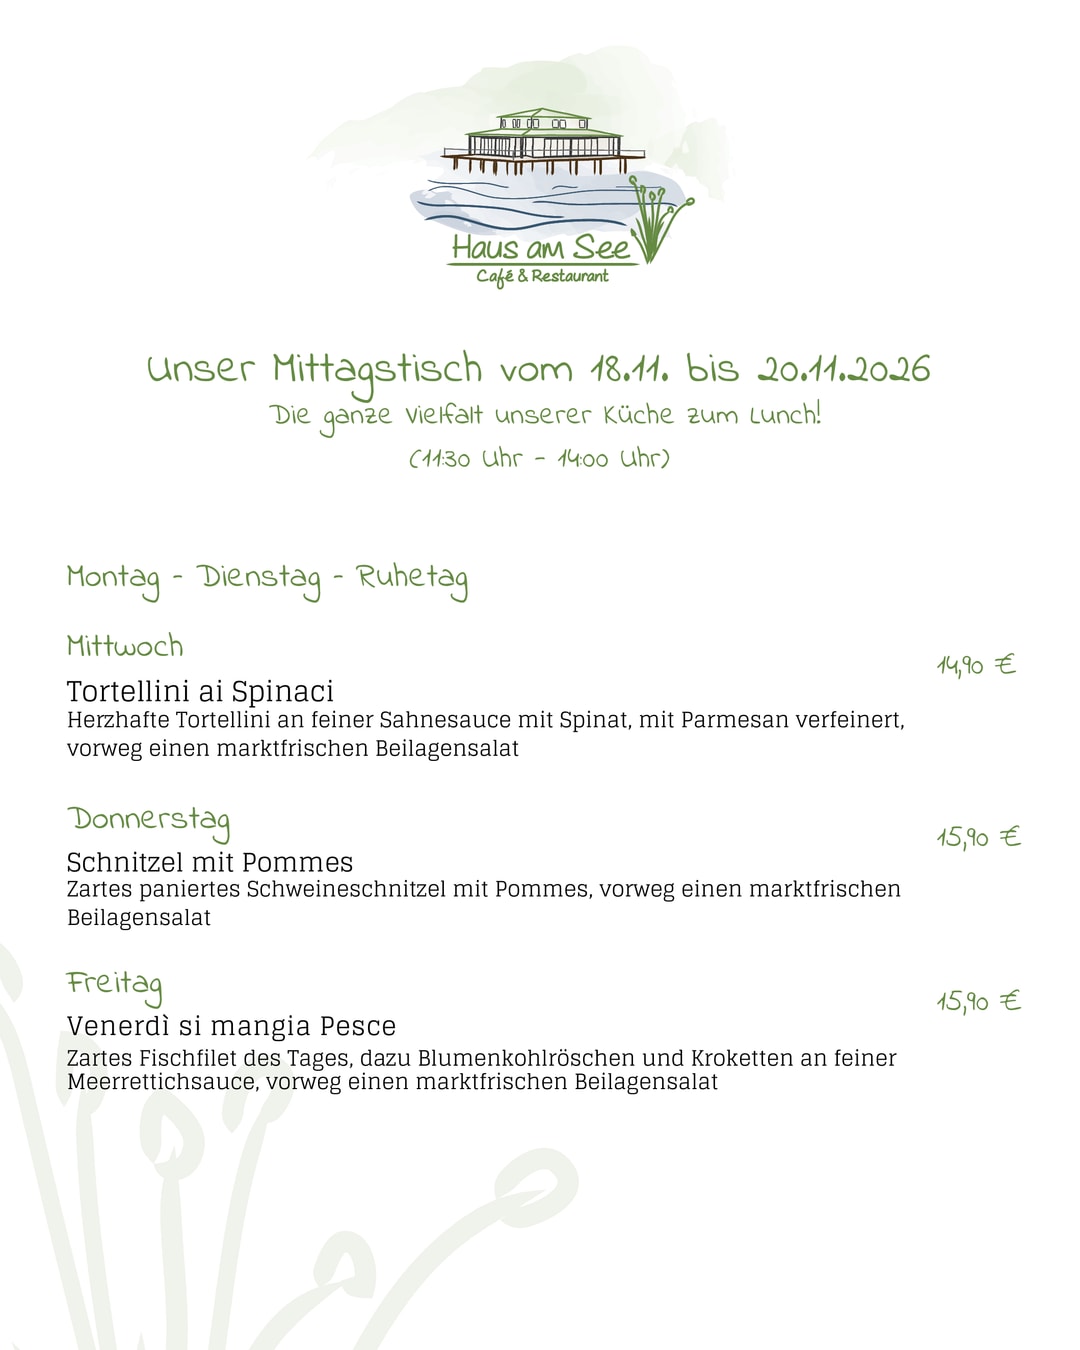 Haus am See
Café & Restaurant
Unser Mittagstisch vom 18.11. bis 20.11.2026
Die ganze Vielfalt unserer Küche zum Lunch!
(11:30 Uhr - 14:00 Uhr)
Montag - Dienstag - Ruhetag
Mittwoch
14,90 €
Tortellini ai Spinaci
Herzhafte Tortellini an feiner Sahnesauce mit Spinat, mit Parmesan verfeinert,
vorweg einen marktfrischen Beilagensalat
Donnerstag
15,90 €
Schnitzel mit Pommes
Zartes paniertes Schweineschnitzel mit Pommes, vorweg einen marktfrischen
Beilagensalat
Freitag
15,90 €
Venerdì si mangia Pesce
Zartes Fischfilet des Tages, dazu Blumenkohlröschen und Kroketten an feiner
Meerrettichsauce, vorweg einen marktfrischen Beilagensalat